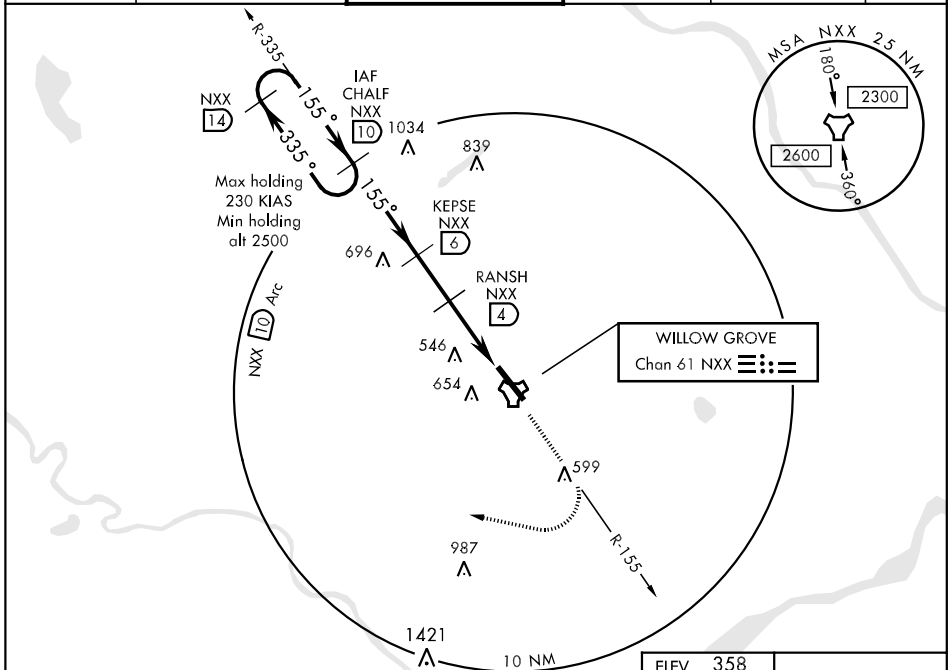 R-335
NXX
14
155°
335°
IAF
CHALF
NXX
10
1034
839
Max holding
230 KIAS
Min holding
alt 2500
155°
KEPSE
NXX
6
696
RANSH
NXX
4
NXX 10 Arc
546
654
WILLOW GROVE
Chan 61 NXX
599
987
R-155
1421
10 NM
ELEV 358
MSA NXX 25 NM
180°
2300
2600
360°